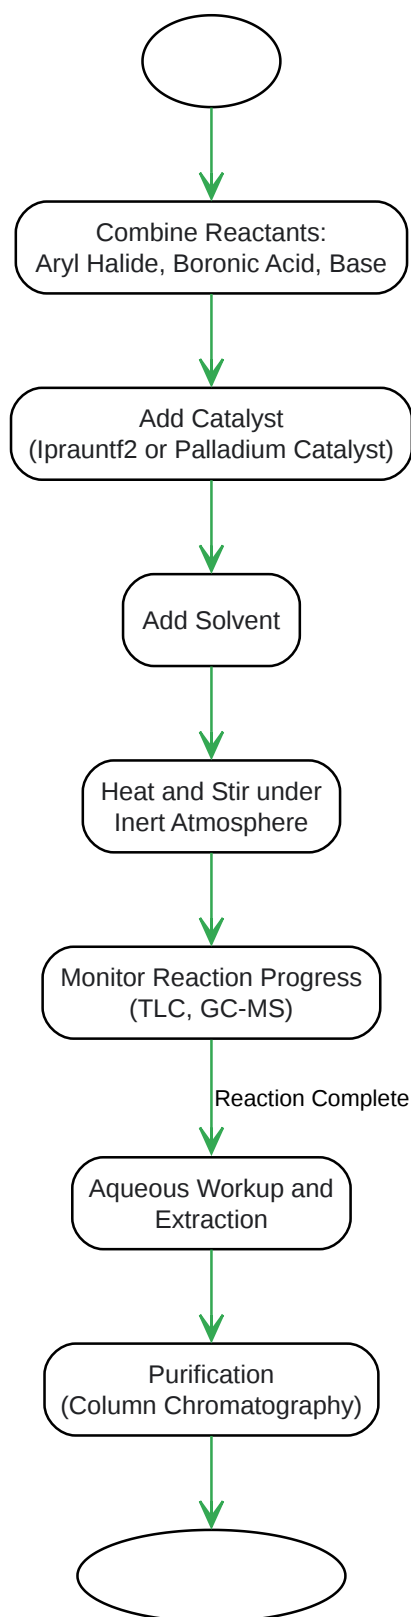 Combine Reactants:
Aryl Halide, Boronic Acid, Base
Add Catalyst
(Iprauntf2 or Palladium Catalyst)
Add Solvent
Heat and Stir under
Inert Atmosphere
Monitor Reaction Progress
(TLC, GC-MS)
Reaction Complete
Aqueous Workup and
Extraction
Purification
(Column Chromatography)